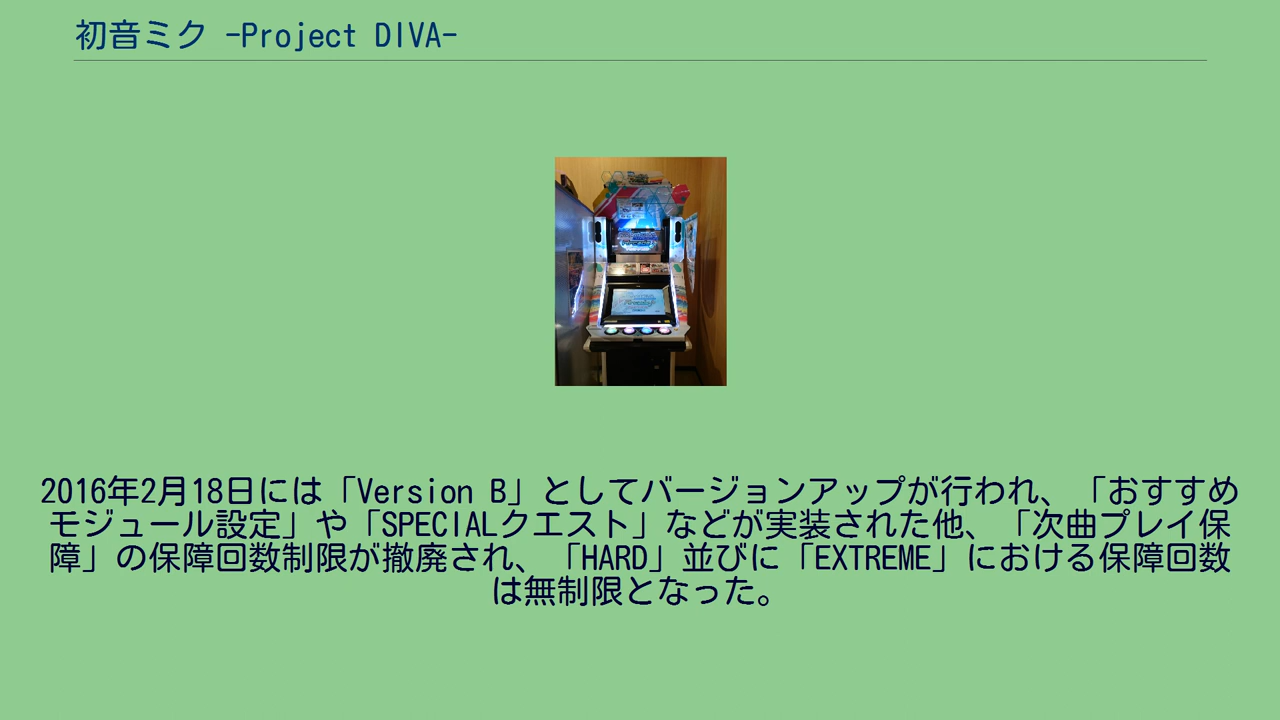 初音ミク -Project DIVA-
2016年2月18日には「Version B」としてバージョンアップが行われ、「おすすめ
モジュール設定」や「SPECIALクエスト」などが実装された他、「次曲プレイ保
障」の保障回数制限が撤廃され、「HARD」並びに「EXTREME」における保障回数
は無制限となった。